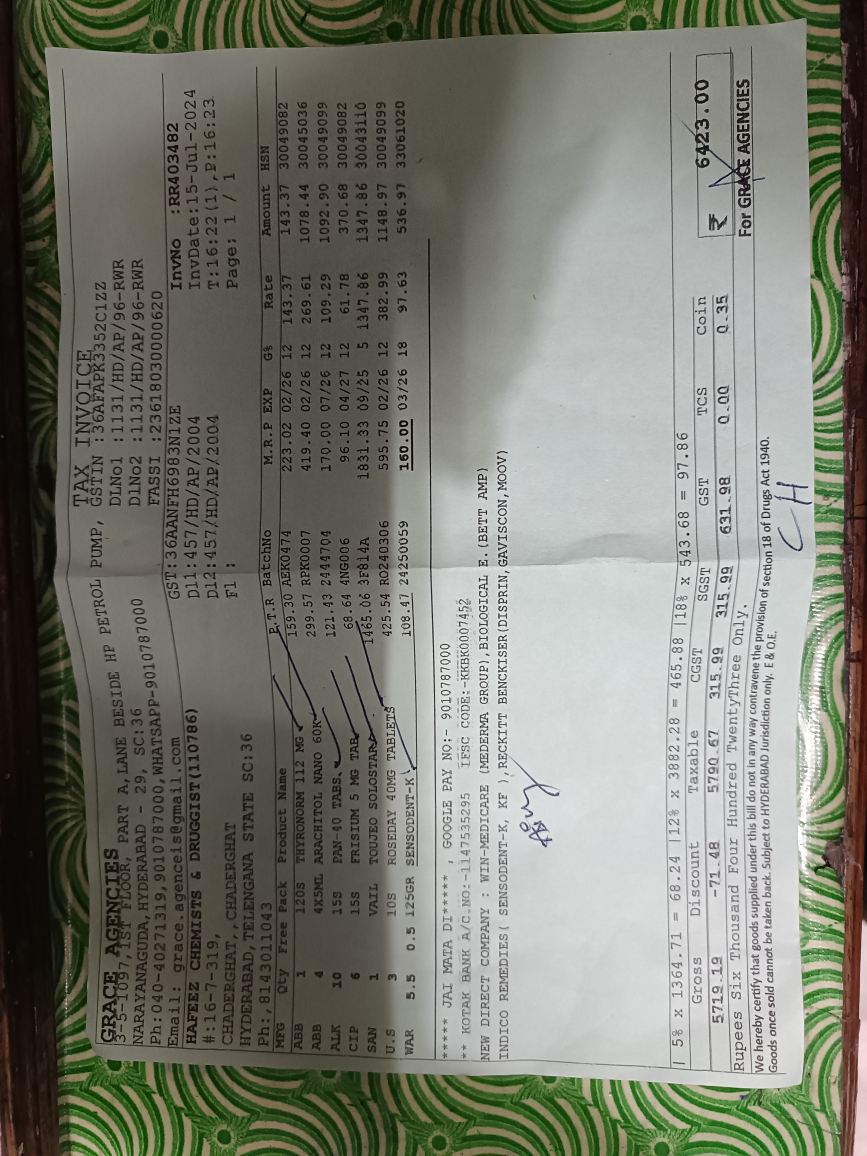 TAX INVOICE
GRACE AGENCIES
3-5-1097,1ST FLOOR, PART A,LANE BESIDE HP PETROL PUMP, GSTIN :36AFAPK3352C1ZZ
NARAYANAGUDA,HYDERABAD - 29, SC:36 DLNo1 :1131/HD/AP/96-RWR
Ph:040-40271319,9010787000,WHATSAPP-9010787000 DlNo2 :1131/HD/AP/96-RWR
Email: grace.agenceis@gmail.com FASSI :23618030000620
HAFEEZ CHEMISTS & DRUGGIST(110786) GST:36AANFH6983N1ZE InvNo :RR403482
#:16-7-319, Dl1:457/HD/AP/2004 InvDate:15-Jul-2024
CHADERGHAT,,CHADERGHAT Dl2:457/HD/AP/2004 T:16:22(1),P:16:23
HYDERABAD,TELENGANA STATE SC:36 Fl : Page: 1 / 1
Ph:,8143011043
MFG Qty Free Pack Product Name P.T.R BatchNo M.R.P EXP G% Rate Amount HSN
ABB 1 120S THYRONORM 112 MG 159.30 AEK0474 223.02 02/26 12 143.37 143.37 30049082
ABB 4 4X5ML ARACHITOL NANO 60K 299.57 RPK0007 419.40 02/26 12 269.61 1078.44 30045036
ALK 10 15S PAN-40 TABS. 121.43 2444704 170.00 07/26 12 109.29 1092.90 30049099
CIP 6 15S FRISIUM 5 MG TAB 68.64 4NG006 96.10 04/27 12 61.78 370.68 30049082
SAN 1 VAIL TOUJEO SOLOSTAR 1465.06 3F814A 1831.33 09/25 5 1347.86 1347.86 30043110
U.S 3 10S ROSEDAY 40MG TABLETS 425.54 RO240306 595.75 02/26 12 382.99 1148.97 30049099
WAR 5.5 0.5 125GR SENSODENT-K 108.47 24250059 160.00 03/26 18 97.63 536.97 33061020
***** JAI MATA DI***** , GOOGLE PAY NO:- 9010787000
** KOTAK BANK A/C.NO:-1147535295 IFSC CODE:-KKBK0007452
NEW DIRECT COMPANY : WIN-MEDICARE (MEDERMA GROUP),BIOLOGICAL E.(BETT AMP)
INDICO REMEDIES( SENSODENT-K, KF ),RECKITT BENCKISER(DISPRIN,GAVISCON,MOOV)
| 5% x 1364.71 = 68.24 |12% x 3882.28 = 465.88 |18% x 543.68 = 97.86
Gross Discount Taxable CGST SGST GST TCS Coin ₹ 6423.00
5719.19 -71.48 5790.67 315.99 315.99 631.98 0.00 0.35
Rupees Six Thousand Four Hundred TwentyThree Only. For GRACE AGENCIES
We hereby certify that goods supplied under this bill do not in any way (contravene the provision of section 18 of Drugs Act 1940.
Goods once sold cannot be taken back. Subject to HYDERABAD Jurisdiction only. E & O.E.
CH